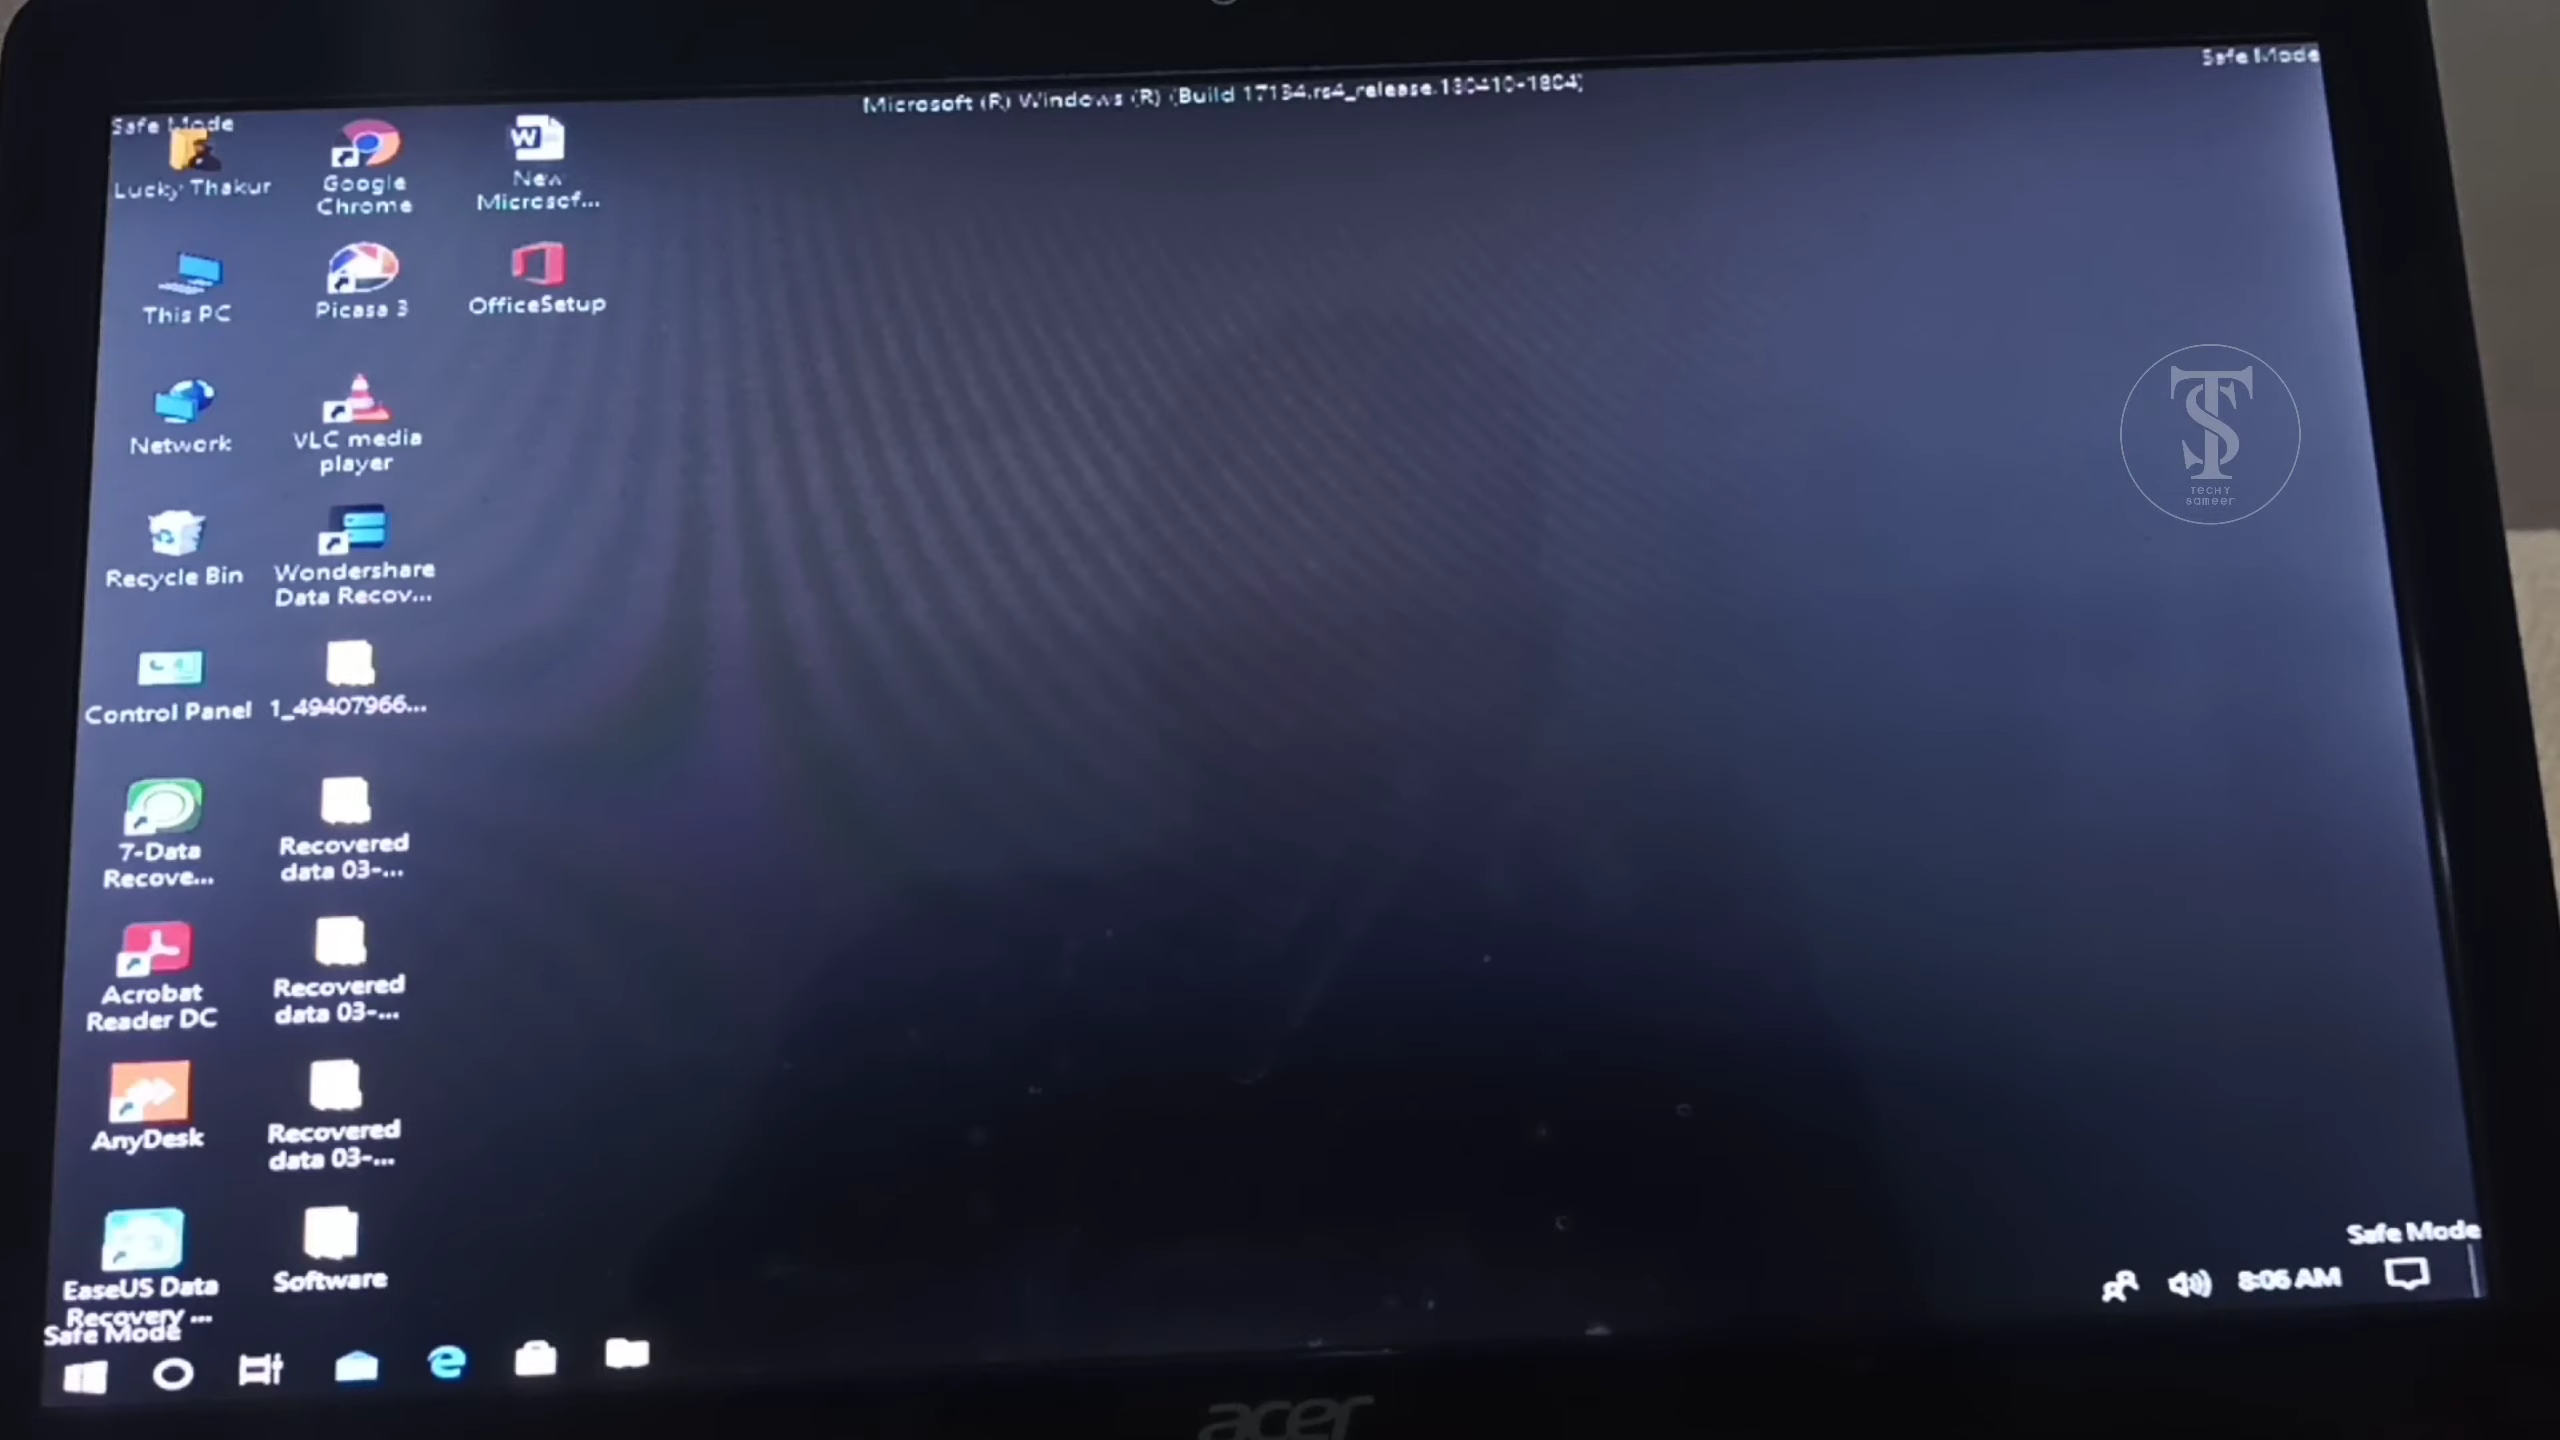 Safe Mode
Microsoft (R) Windows (R) (Build 17134.rs4_release.180410-1804)
Safe Mode
Lucky Thakur
Google
Chrome
New
Microsof...
This PC
Picasa 3
OfficeSetup
Network
VLC media
player
Recycle Bin
Wondershare
Data Recov...
Control Panel
1_49407966...
7-Data
Recove...
Recovered
data 03-...
Acrobat
Reader DC
Recovered
data 03-...
AnyDesk
Recovered
data 03-...
EaseUS Data
Recovery ...
Software
TS
TECHY
sameer
Safe Mode
8:06 AM
Safe Mode
acer